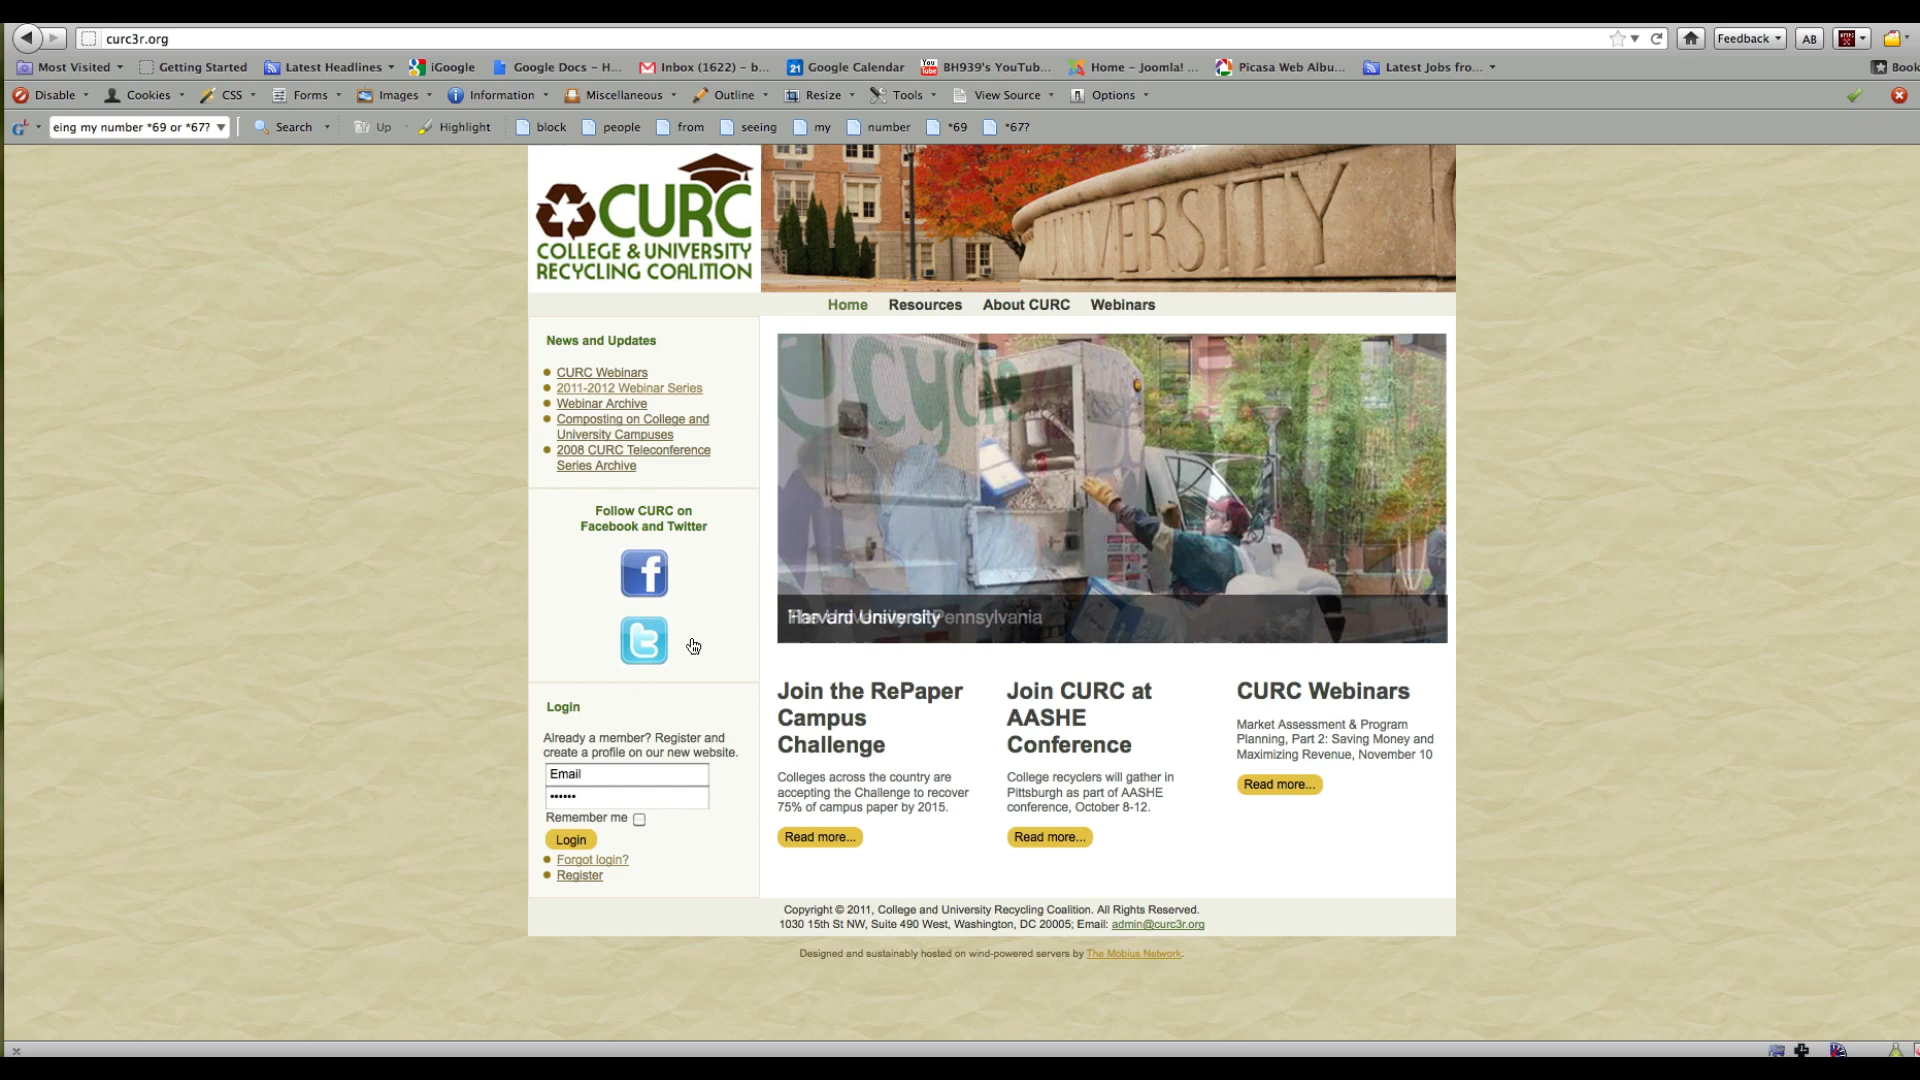 curc3r.org
Feedback
AB
Most Visited
Getting Started
Latest Headlines
iGoogle
Google Docs - H...
Inbox (1622) - b...
Google Calendar
BH939's YouTub...
Home - Joomla! ...
Picasa Web Albu...
Latest Jobs fro...
Book
Disable
Cookies
CSS
Forms
Images
Information
Miscellaneous
Outline
Resize
Tools
View Source
Options
eing my number *69 or *67?
Search
Up
Highlight
block
people
from
seeing
my
number
*69
*67?
CURC
COLLEGE & UNIVERSITY
RECYCLING COALITION
UNIVERSITY
Home
Resources
About CURC
Webinars
News and Updates
CURC Webinars
2011-2012 Webinar Series
Webinar Archive
Composting on College and
University Campuses
2008 CURC Teleconference
Series Archive
Follow CURC on
Facebook and Twitter
Harvard University
Pennsylvania
Login
Already a member? Register and
create a profile on our new website.
Email
••••••
Remember me
Login
Forgot login?
Register
Join the RePaper
Campus
Challenge
Colleges across the country are
accepting the Challenge to recover
75% of campus paper by 2015.
Read more...
Join CURC at
AASHE
Conference
College recyclers will gather in
Pittsburgh as part of AASHE
conference, October 8-12.
Read more...
CURC Webinars
Market Assessment & Program
Planning, Part 2: Saving Money and
Maximizing Revenue, November 10
Read more...
Copyright © 2011, College and University Recycling Coalition. All Rights Reserved.
1030 15th St NW, Suite 490 West, Washington, DC 20005; Email: admin@curc3r.org
Designed and sustainably hosted on wind-powered servers by The Mobius Network.